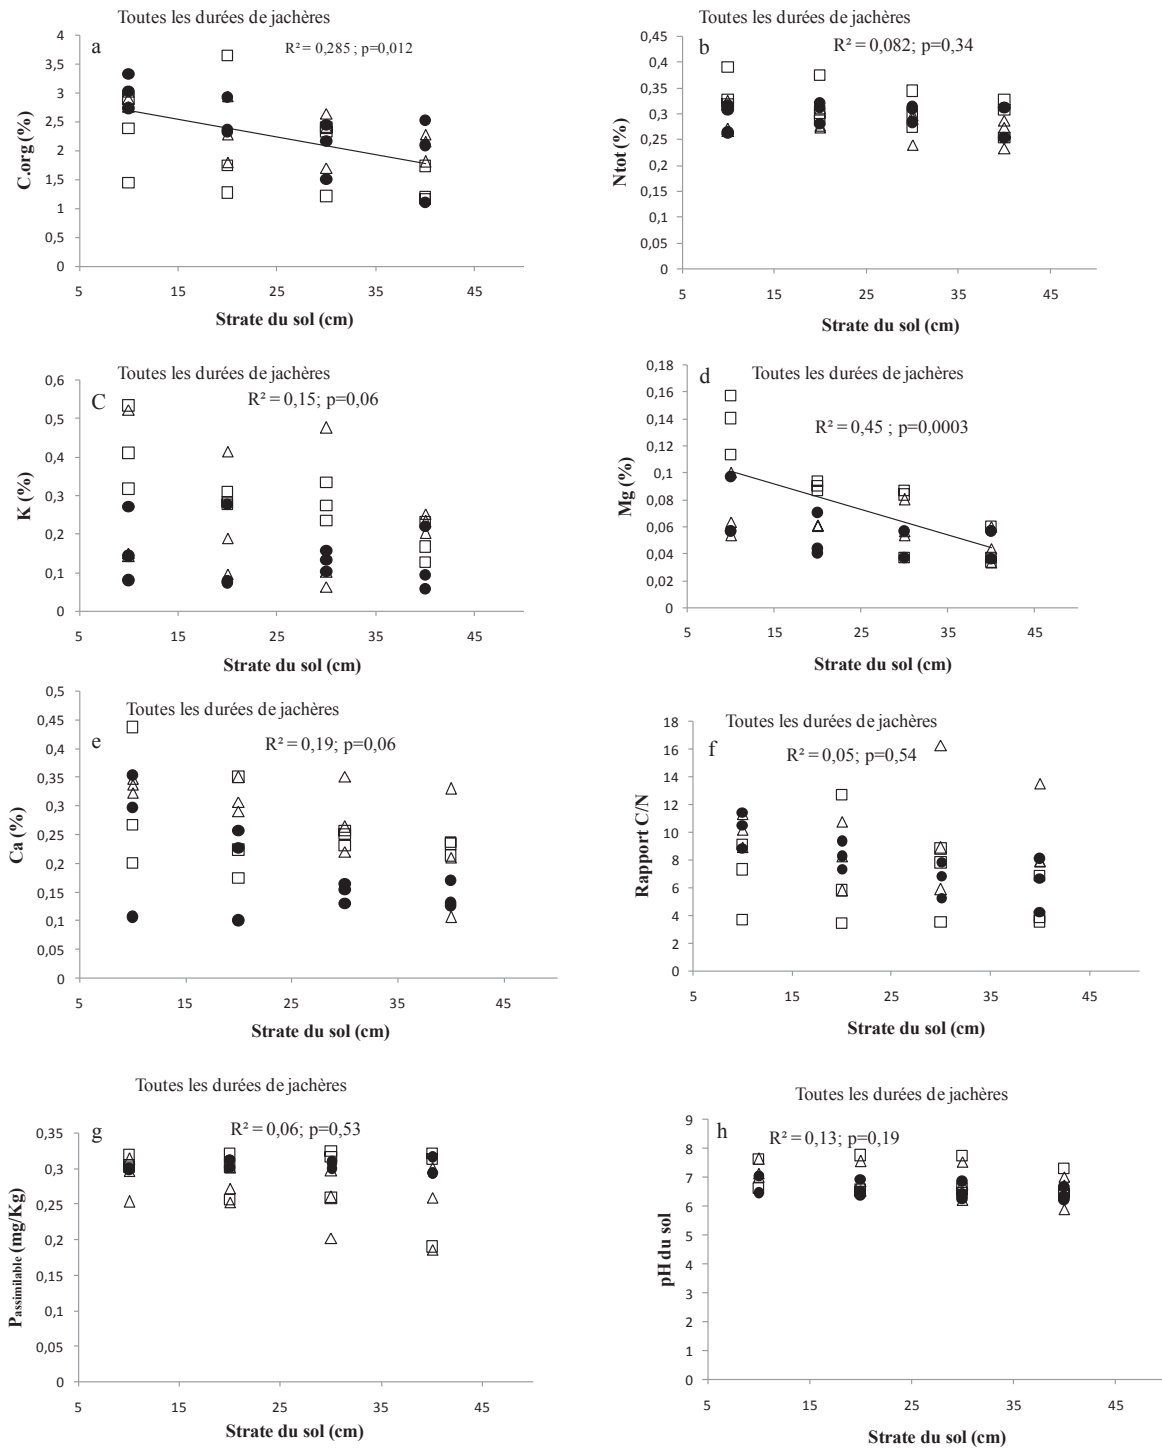 Toutes les durées de jachères
a
R² = 0,285 ; p=0,012
4
3,5
3
2,5
2
1,5
1
0,5
0
C.org (%)
5 15 25 35 45
Strate du sol (cm)
Toutes les durées de jachères
b
R² = 0,082; p=0,34
0,45
0,4
0,35
0,3
0,25
0,2
0,15
0,1
0,05
0
Ntot (%)
5 15 25 35 45
Strate du sol (cm)
Toutes les durées de jachères
C
R² = 0,15; p=0,06
0,6
0,5
0,4
0,3
0,2
0,1
0
K (%)
5 15 25 35 45
Strate du sol (cm)
d
Toutes les durées de jachères
R² = 0,45 ; p=0,0003
0,18
0,16
0,14
0,12
0,1
0,08
0,06
0,04
0,02
0
Mg (%)
5 15 25 35 45
Strate du sol (cm)
Toutes les durées de jachères
e
R² = 0,19; p=0,06
0,5
0,45
0,4
0,35
0,3
0,25
0,2
0,15
0,1
0,05
0
Ca (%)
5 15 25 35 45
Strate du sol (cm)
Toutes les durées de jachères
f
R² = 0,05; p=0,54
18
16
14
12
10
8
6
4
2
0
Rapport C/N
5 15 25 35 45
Strate du sol (cm)
Toutes les durées de jachères
g
R² = 0,06; p=0,53
0,35
0,3
0,25
0,2
0,15
0,1
0,05
0
Passimilable (mg/Kg)
5 15 25 35 45
Strate du sol (cm)
Toutes les durées de jachères
h
R² = 0,13; p=0,19
9
8
7
6
5
4
3
2
1
0
pH du sol
5 15 25 35 45
Strate du sol (cm)